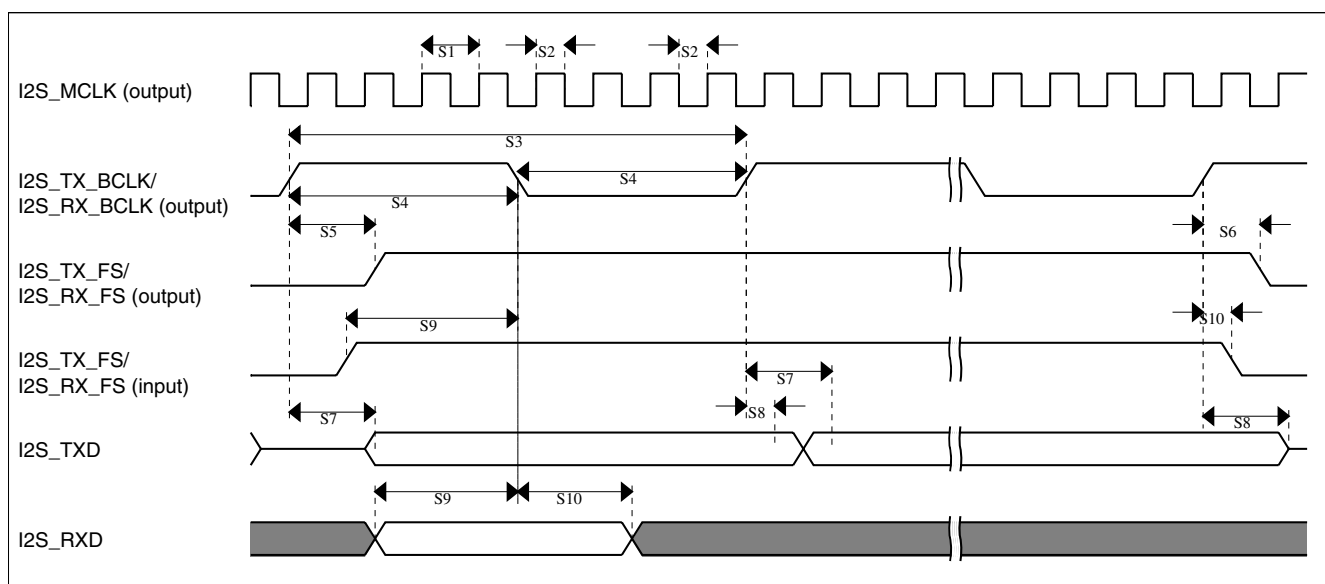 S1
S2
S2
I2S_MCLK (output)
S3
I2S_TX_BCLK/
I2S_RX_BCLK (output)
S4
S4
S5
S6
I2S_TX_FS/
I2S_RX_FS (output)
S9
S10
I2S_TX_FS/
I2S_RX_FS (input)
S7
S7
S8
S8
I2S_TXD
S9
S10
I2S_RXD